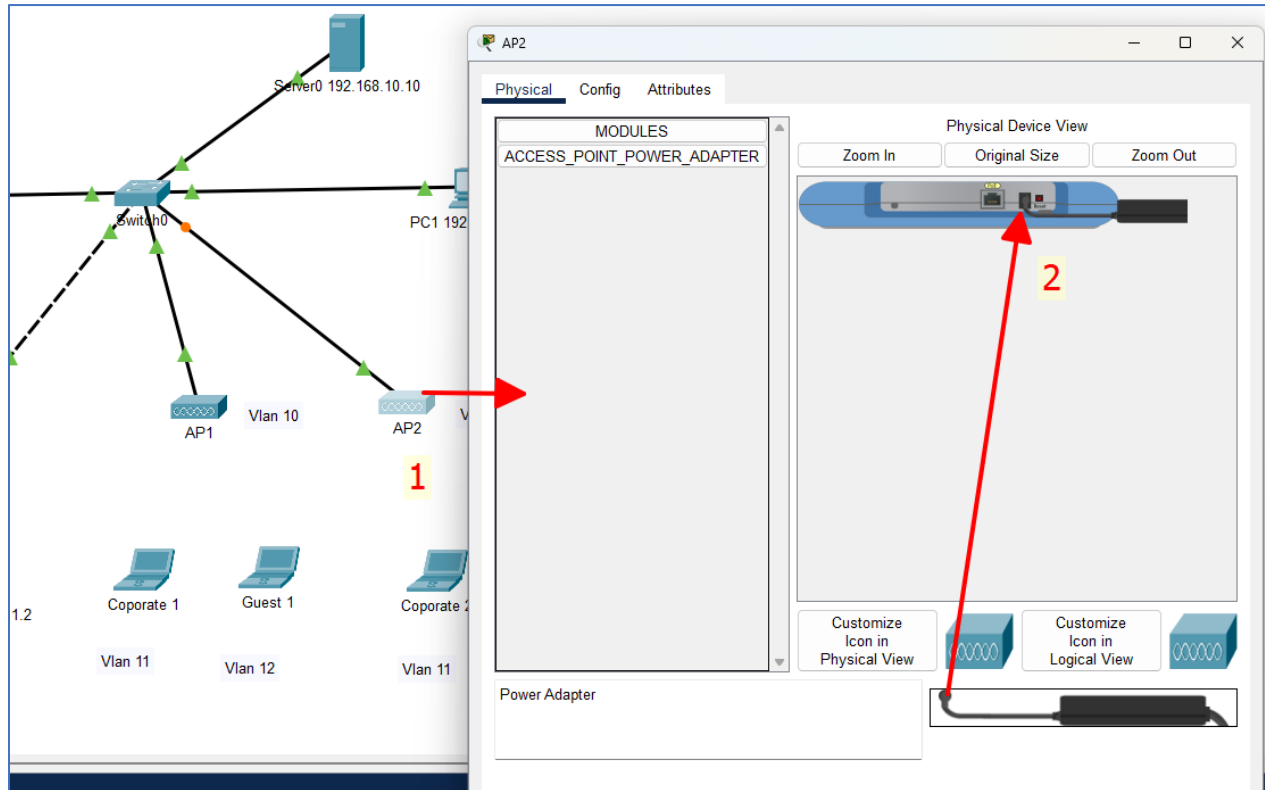 Server0 192.168.10.10
Switch0
PC1 192
AP1
Vlan 10
AP2
V
1
Coporate 1
Guest 1
Coporate 2
1.2
Vlan 11
Vlan 12
Vlan 11
AP2
Physical
Config
Attributes
MODULES
ACCESS_POINT_POWER_ADAPTER
Physical Device View
Zoom In
Original Size
Zoom Out
PoE
Reset
2
Customize
Icon in
Physical View
Customize
Icon in
Logical View
Power Adapter